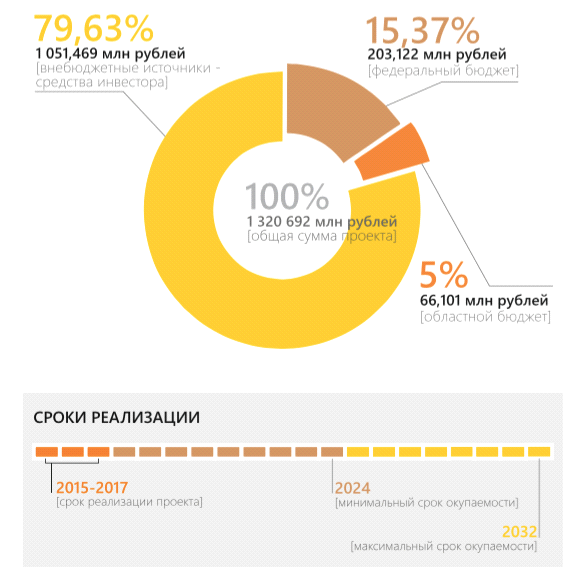 79,63%
1 051,469 млн рублей
[внебюджетные источники -
средства инвестора]
15,37%
203,122 млн рублей
[федеральный бюджет]
100%
1 320 692 млн рублей
[общая сумма проекта]
5%
66,101 млн рублей
[областной бюджет]
СРОКИ РЕАЛИЗАЦИИ
2015-2017
[срок реализации проекта]
2024
[минимальный срок окупаемости]
2032
[максимальный срок окупаемости]